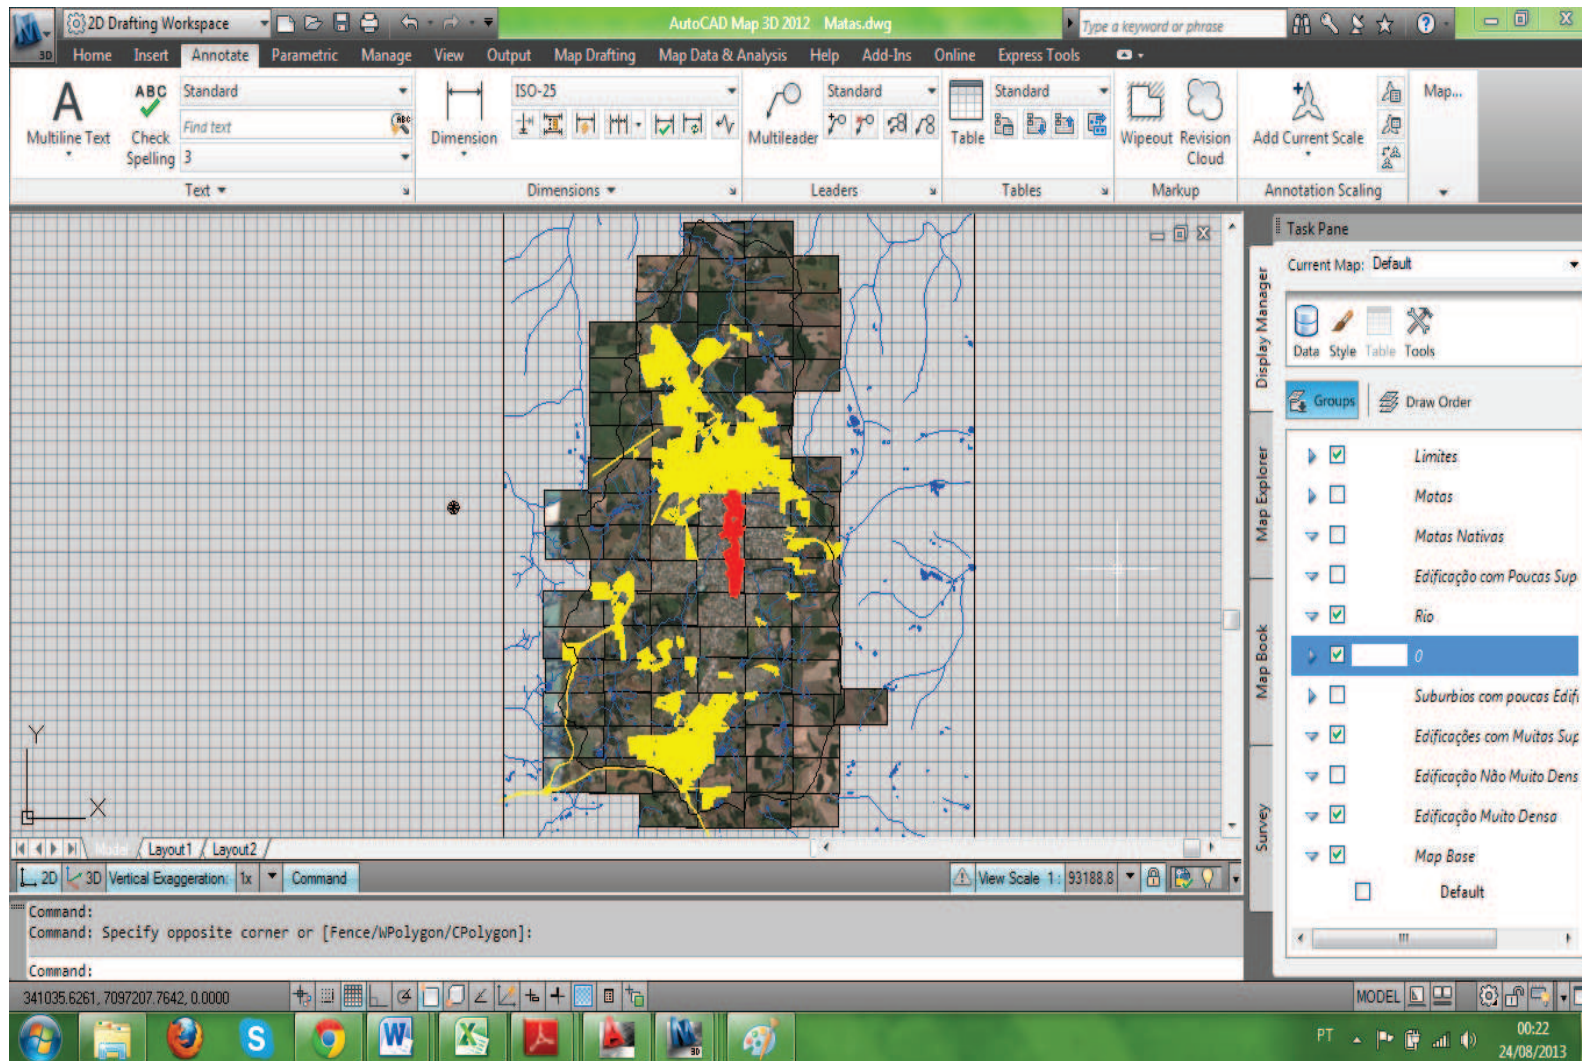 2D Drafting Workspace
AutoCAD Map 3D 2012 Matas.dwg
Type a keyword or phrase
3D
Home Insert Annotate Parametric Manage View Output Map Drafting Map Data & Analysis Help Add-Ins Online Express Tools
A
Multiline Text
ABC
Check Spelling
Standard
Find text
ABC
3
Text
Dimension
ISO-25
Dimensions
Multileader
Standard
Leaders
Table
Standard
Tables
Wipeout
Revision Cloud
Markup
Add Current Scale
Annotation Scaling
Map...
Task Pane
Current Map: Default
Data Style Table Tools
Groups
Draw Order
Display Manager
Map Explorer
Map Book
Survey
Limites
Matas
Matas Nativas
Edificação com Poucas Sup
Rio
0
Suburbios com poucas Edifi
Edificações com Muitas Sup
Edificação Não Muito Dens
Edificação Muito Densa
Map Base
Default
Y
X
Model Layout1 Layout2
2D 3D Vertical Exaggeration: 1x Command
View Scale 1: 93188.8
Command:
Command: Specify opposite corner or [Fence/WPolygon/CPolygon]:
Command:
341035.6261, 7097207.7642, 0.0000
MODEL
PT
00:22
24/08/2013